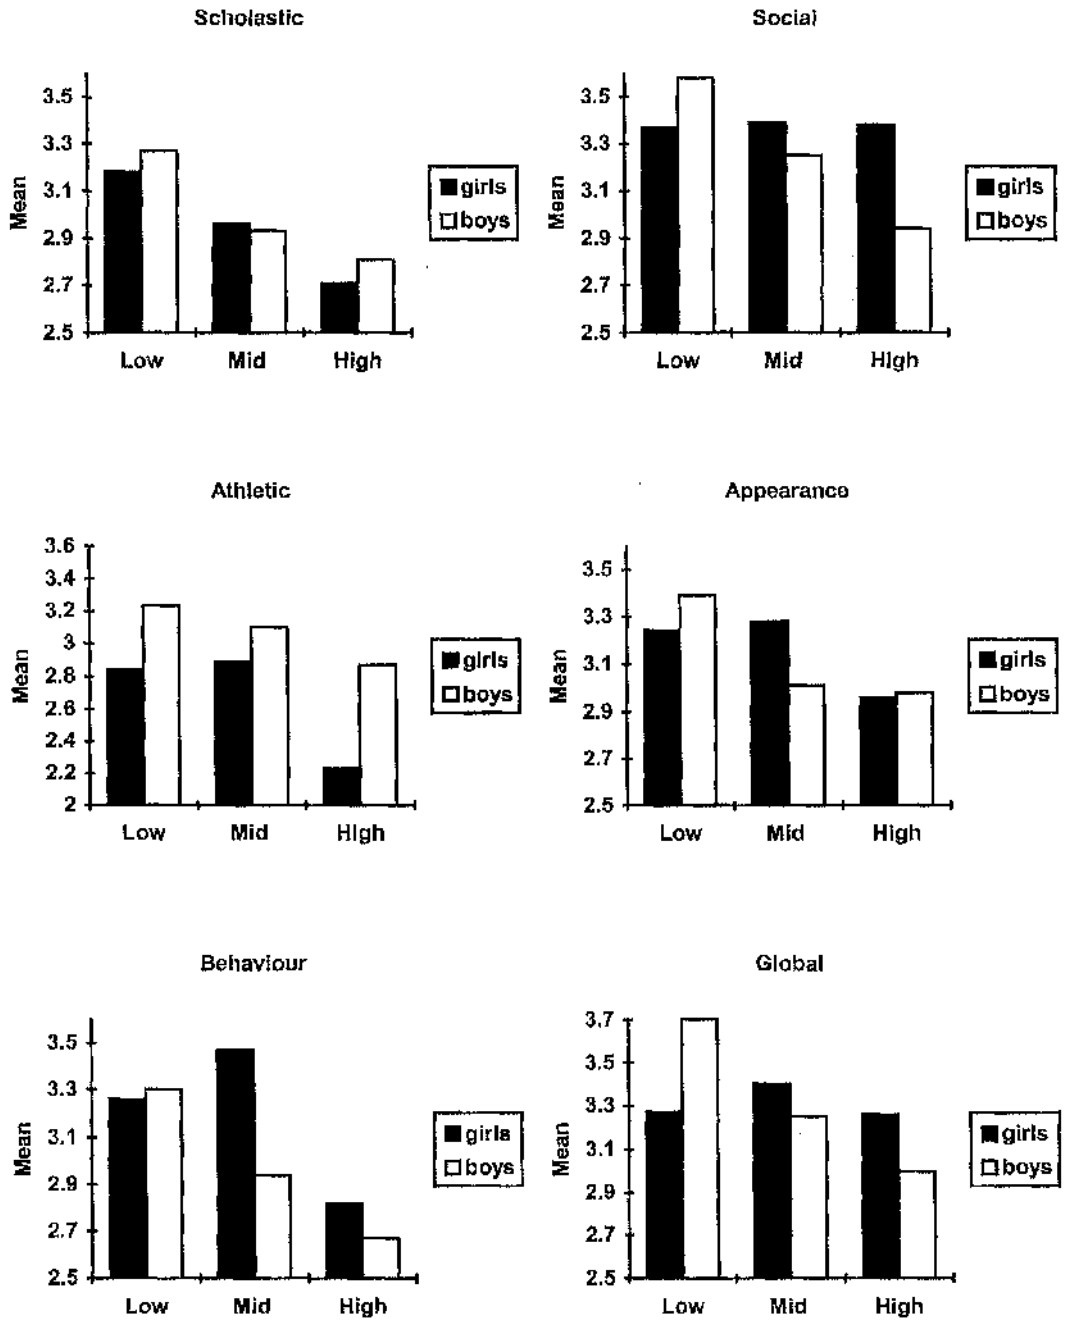 Scholastic
Mean
3.5
3.3
3.1
2.9
2.7
2.5
Low Mid High
girls
boys
Social
Mean
3.5
3.3
3.1
2.9
2.7
2.5
Low Mid High
girls
boys
Athletic
Mean
3.6
3.4
3.2
3
2.8
2.6
2.4
2.2
2
Low Mid High
girls
boys
Appearance
Mean
3.5
3.3
3.1
2.9
2.7
2.5
Low Mid High
girls
boys
Behaviour
Mean
3.5
3.3
3.1
2.9
2.7
2.5
Low Mid High
girls
boys
Global
Mean
3.7
3.5
3.3
3.1
2.9
2.7
2.5
Low Mid High
girls
boys